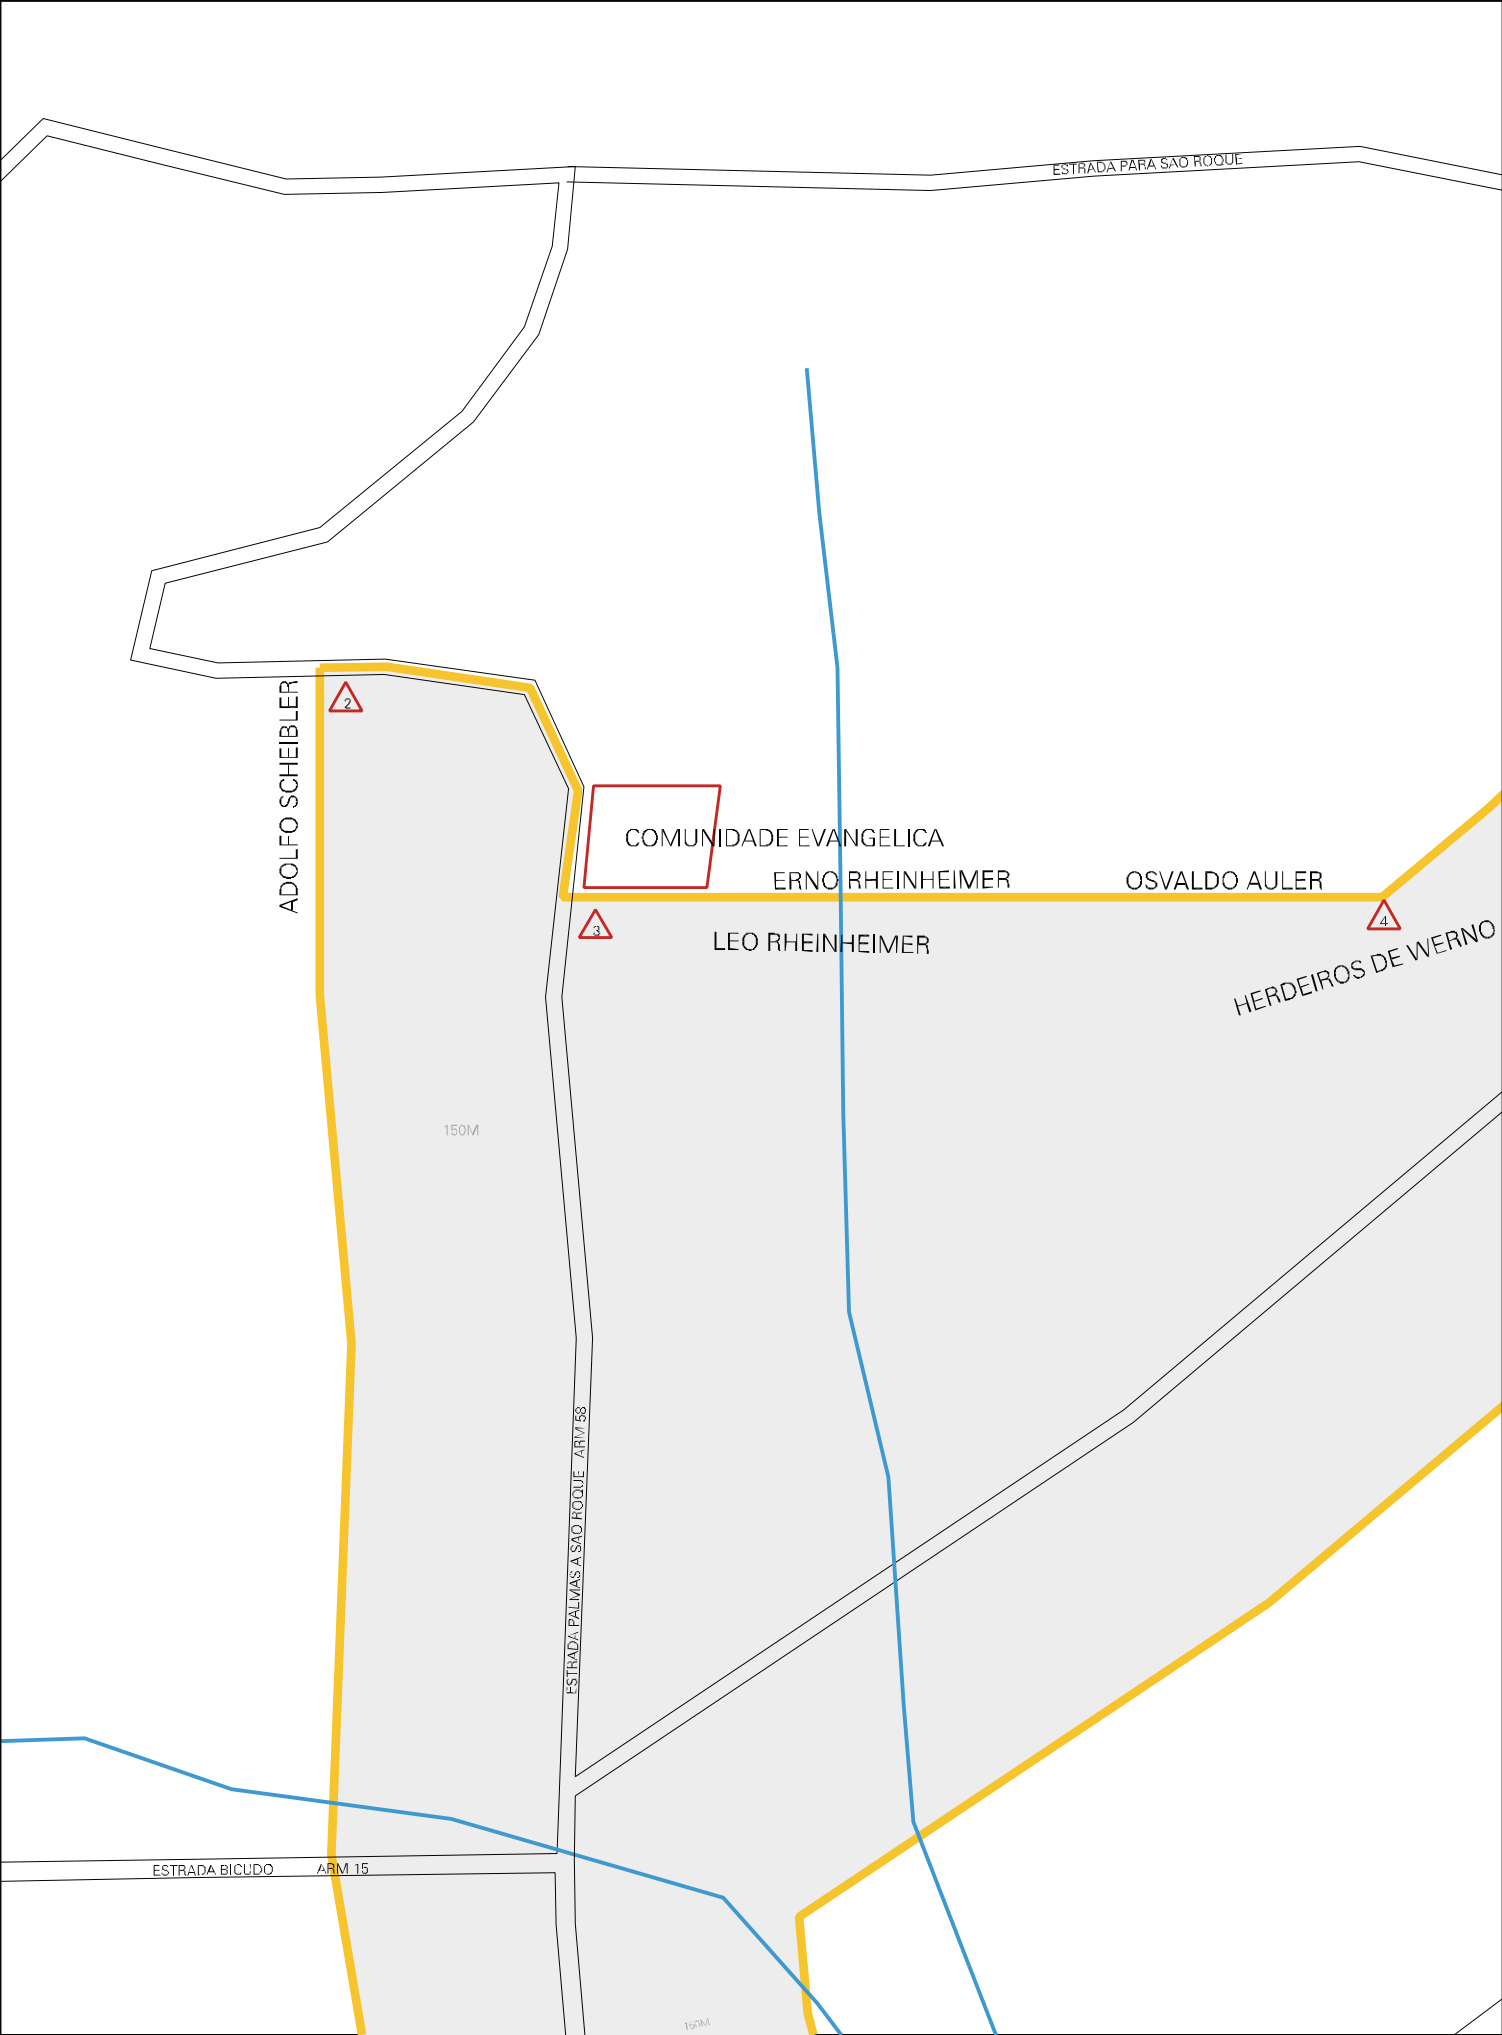 ESTRADA PARA SAO ROQUE
ADOLFO SCHEIBLER
2
COMUNIDADE EVANGELICA
ERNO RHEINHEIMER
OSVALDO AULER
3
4
LEO RHEINHEIMER
HERDEIROS DE WERNO
150M
ESTRADA PALMAS A SAO ROQUE ARM 58
ESTRADA BICUDO ARM 15
150M